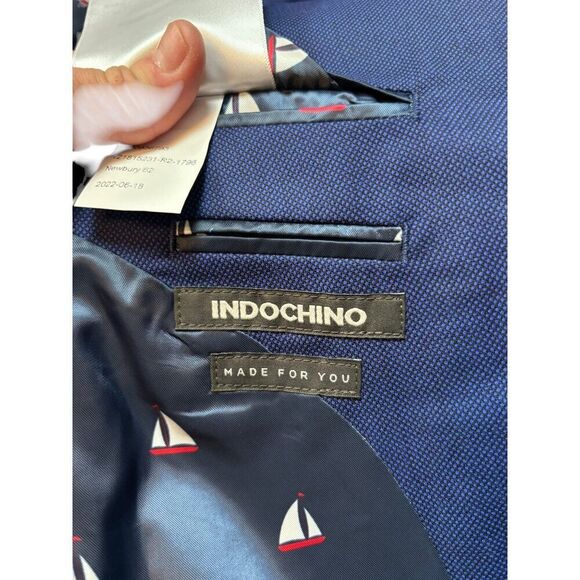 Newbury 62
2022-06-18
INDOCHINO
MADE FOR YOU